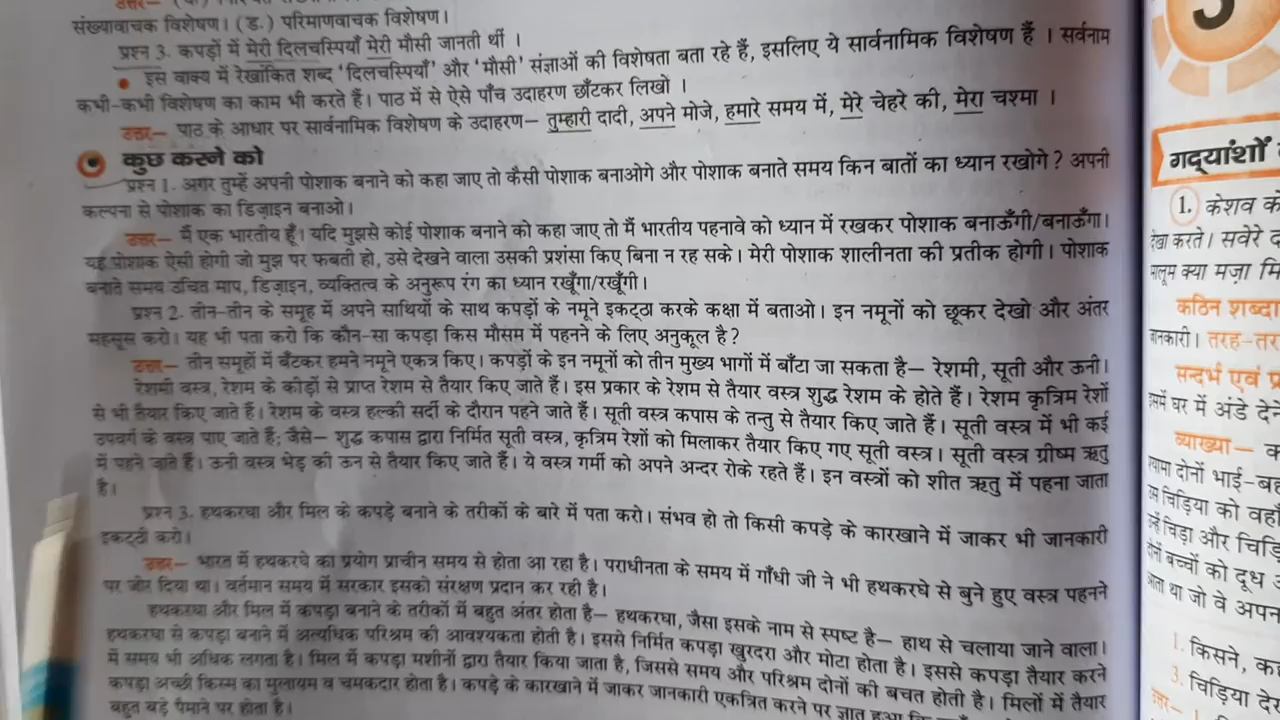 उत्तर–
संख्यावाचक विशेषण। (ड.) परिमाणवाचक विशेषण।
प्रश्न 3. कपड़ों में मेरी दिलचस्पियाँ मेरी मौसी जानती थीं ।
इस वाक्य में रेखांकित शब्द 'दिलचस्पियाँ' और 'मौसी' संज्ञाओं की विशेषता बता रहे हैं, इसलिए ये सार्वनामिक विशेषण हैं । सर्वनाम
कभी-कभी विशेषण का काम भी करते हैं। पाठ में से ऐसे पाँच उदाहरण छाँटकर लिखो ।
उत्तर– पाठ के आधार पर सार्वनामिक विशेषण के उदाहरण– तुम्हारी दादी, अपने मोजे, हमारे समय में, मेरे चेहरे की, मेरा चश्मा ।
कुछ करने को
प्रश्न 1. अगर तुम्हें अपनी पोशाक बनाने को कहा जाए तो कैसी पोशाक बनाओगे और पोशाक बनाते समय किन बातों का ध्यान रखोगे ? अपनी
कल्पना से पोशाक का डिज़ाइन बनाओ।
उत्तर– मैं एक भारतीय हूँ। यदि मुझसे कोई पोशाक बनाने को कहा जाए तो मैं भारतीय पहनावे को ध्यान में रखकर पोशाक बनाऊँगी/बनाऊँगा।
यह पोशाक ऐसी होगी जो मुझ पर फबती हो, उसे देखने वाला उसकी प्रशंसा किए बिना न रह सके। मेरी पोशाक शालीनता की प्रतीक होगी। पोशाक
बनाते समय उचित माप, डिज़ाइन, व्यक्तित्व के अनुरूप रंग का ध्यान रखूँगा/रखूँगी।
प्रश्न 2. तीन-तीन के समूह में अपने साथियों के साथ कपड़ों के नमूने इकट्ठा करके कक्षा में बताओ। इन नमूनों को छूकर देखो और अंतर
महसूस करो। यह भी पता करो कि कौन-सा कपड़ा किस मौसम में पहनने के लिए अनुकूल है ?
उत्तर– तीन समूहों में बँटकर हमने नमूने एकत्र किए। कपड़ों के इन नमूनों को तीन मुख्य भागों में बाँटा जा सकता है– रेशमी, सूती और ऊनी।
रेशमी वस्त्र, रेशम के कीड़ों से प्राप्त रेशम से तैयार किए जाते हैं। इस प्रकार के रेशम से तैयार वस्त्र शुद्ध रेशम के होते हैं। रेशम कृत्रिम रेशों
से भी तैयार किए जाते हैं। रेशम के वस्त्र हल्की सर्दी के दौरान पहने जाते हैं। सूती वस्त्र कपास के तन्तु से तैयार किए जाते हैं। सूती वस्त्र में भी कई
उपवर्ग के वस्त्र पाए जाते हैं; जैसे– शुद्ध कपास द्वारा निर्मित सूती वस्त्र, कृत्रिम रेशों को मिलाकर तैयार किए गए सूती वस्त्र। सूती वस्त्र ग्रीष्म ऋतु
में पहने जाते हैं। ऊनी वस्त्र भेड़ की ऊन से तैयार किए जाते हैं। ये वस्त्र गर्मी को अपने अन्दर रोके रहते हैं। इन वस्त्रों को शीत ऋतु में पहना जाता
है।
प्रश्न 3. हथकरघा और मिल के कपड़े बनाने के तरीकों के बारे में पता करो। संभव हो तो किसी कपड़े के कारखाने में जाकर भी जानकारी
इकट्ठी करो।
उत्तर– भारत में हथकरघे का प्रयोग प्राचीन समय से होता आ रहा है। पराधीनता के समय में गाँधी जी ने भी हथकरघे से बुने हुए वस्त्र पहनने
पर जोर दिया था। वर्तमान समय में सरकार इसको संरक्षण प्रदान कर रही है।
हथकरघा और मिल में कपड़ा बनाने के तरीकों में बहुत अंतर होता है– हथकरघा, जैसा इसके नाम से स्पष्ट है– हाथ से चलाया जाने वाला।
हथकरघा से कपड़ा बनाने में अत्यधिक परिश्रम की आवश्यकता होती है। इससे निर्मित कपड़ा खुरदरा और मोटा होता है। इससे कपड़ा तैयार करने
में समय भी अधिक लगता है। मिल में कपड़ा मशीनों द्वारा तैयार किया जाता है, जिससे समय और परिश्रम दोनों की बचत होती है। मिलों में तैयार
कपड़ा अच्छी किस्म का मुलायम व चमकदार होता है। कपड़े के कारखाने में जाकर जानकारी एकत्रित करने पर ज्ञात हुआ कि
बहुत बड़े पैमाने पर होता है।
3
गद्यांशों
1. केशव के
देखा करते। सवेरे
मालूम क्या मज़ा
कठिन शब्दा
जानकारी। तरह-तर
सन्दर्भ एवं
इसमें घर में अंडे देने
व्याख्या–
श्यामा दोनों भाई-बह
उस चिड़िया को वहाँ
उन्हें चिड़ा और चिड़ि
दोनों बच्चों को दूध
आता था जो वे अपन
1. किसने,
3. चिड़िया देर
उत्तर– 1.